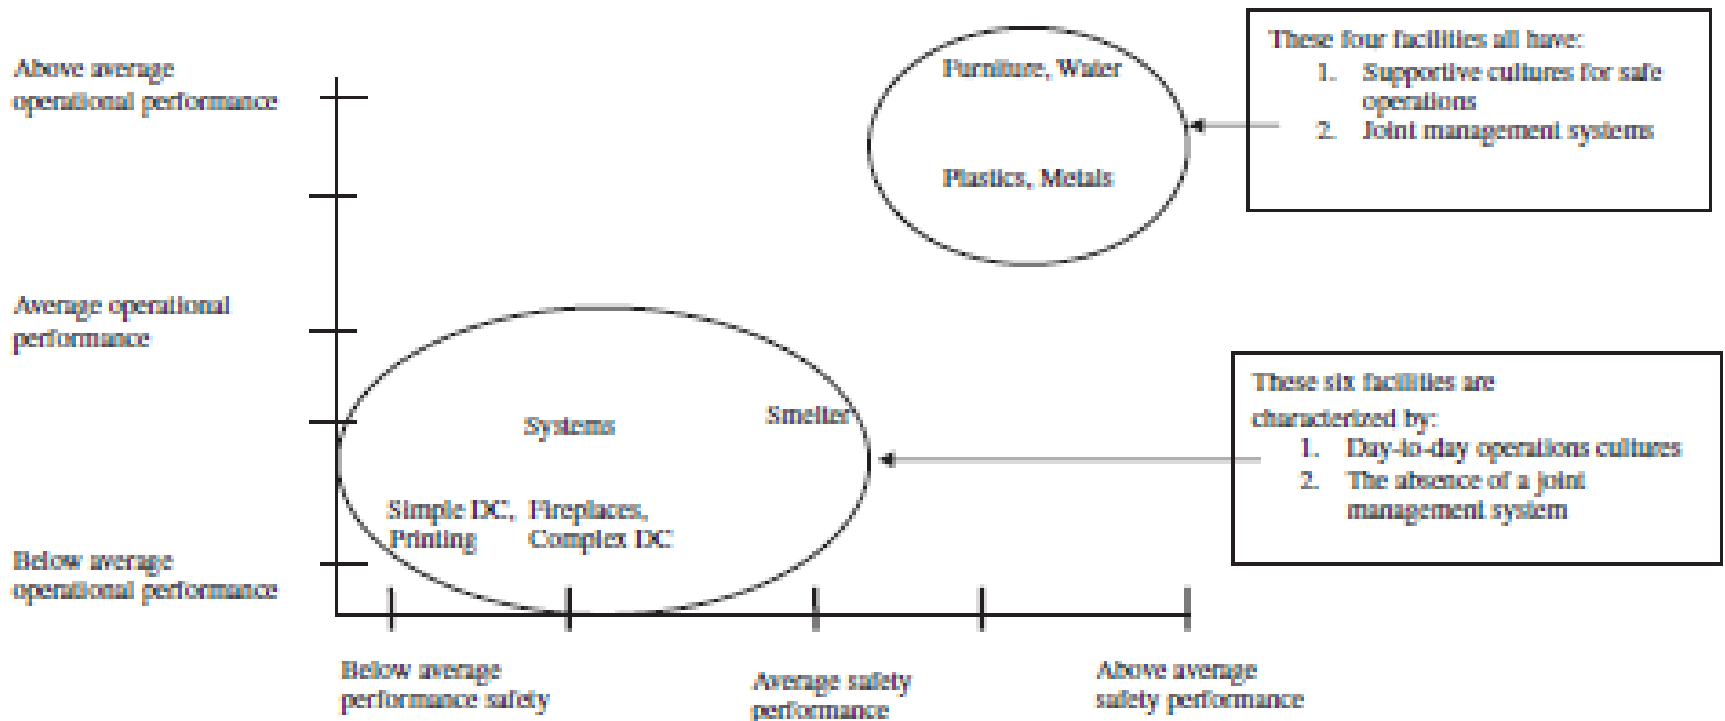 Above average
operational performance
Furniture, Water
Plastics, Metals
These four facilities all have:
1. Supportive cultures for safe
operations
2. Joint management systems
Average operational
performance
Systems
Smelter
Simple DC, Fireplaces,
Printing Complex DC
These six facilities are
characterized by:
1. Day-to-day operations cultures
2. The absence of a joint
management system
Below average
operational performance
Below average
performance safety
Average safety
performance
Above average
safety performance